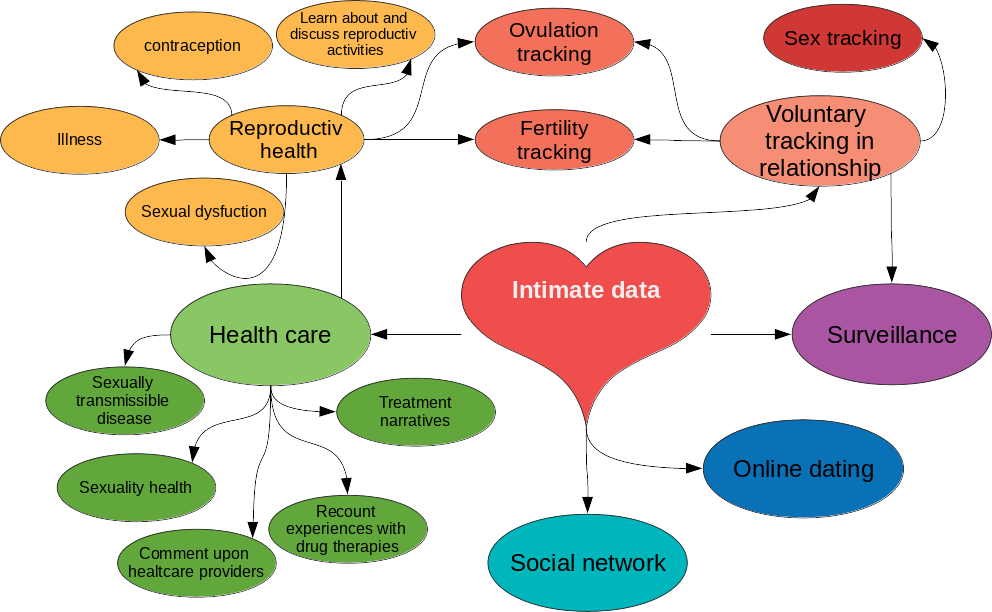 contraception
Learn about and
discuss reproductiv
activities
Ovulation
tracking
Sex tracking
Illness
Reproductiv
health
Fertility
tracking
Voluntary
tracking in
relationship
Sexual dysfuction
Intimate data
Health care
Surveillance
Sexually
transmissible
disease
Treatment
narratives
Online dating
Sexuality health
Recount
experiences with
drug therapies
Comment upon
healtcare providers
Social network